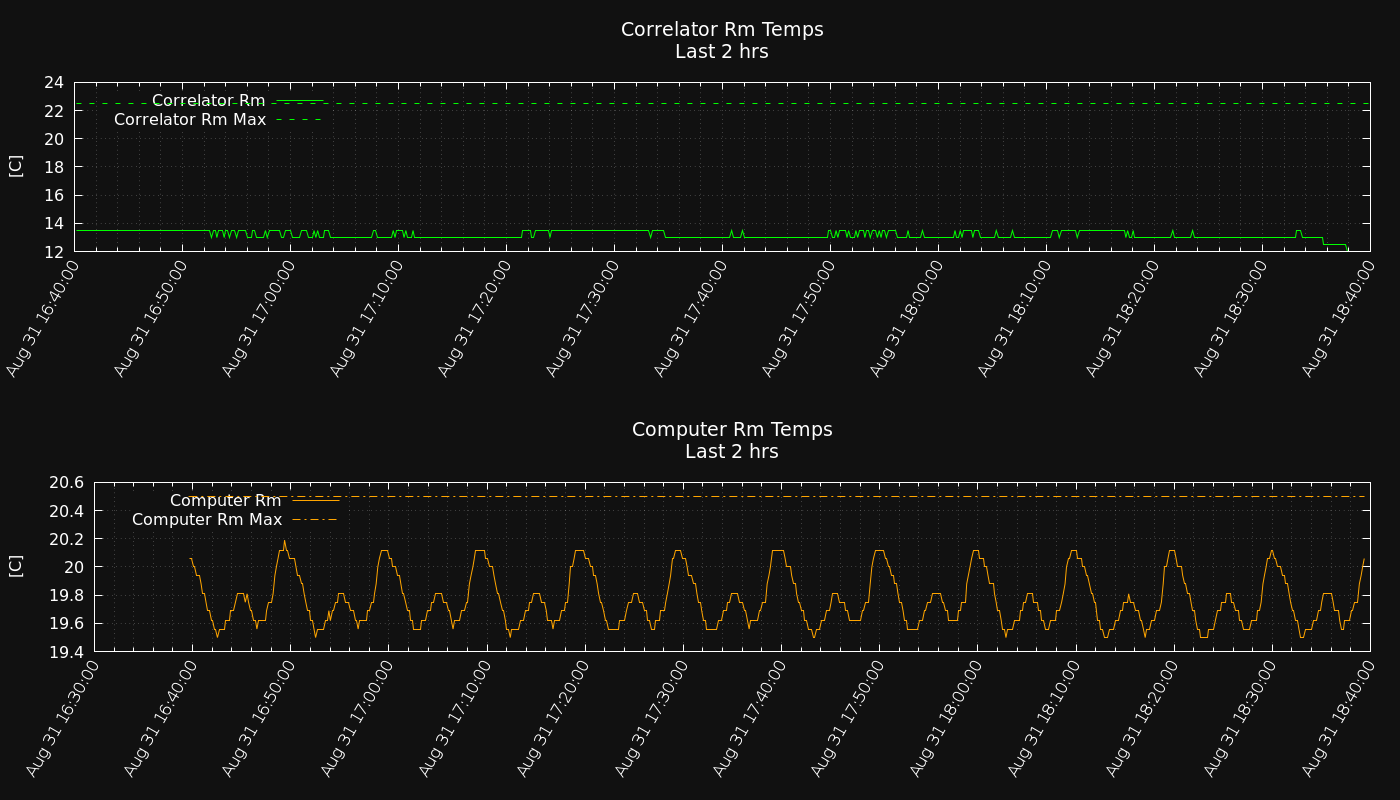 Correlator Rm Temps
Last 2 hrs
24
22
20
18
16
14
12
[C]
Correlator Rm
Correlator Rm Max
Aug 31 16:40:00
Aug 31 16:50:00
Aug 31 17:00:00
Aug 31 17:10:00
Aug 31 17:20:00
Aug 31 17:30:00
Aug 31 17:40:00
Aug 31 17:50:00
Aug 31 18:00:00
Aug 31 18:10:00
Aug 31 18:20:00
Aug 31 18:30:00
Aug 31 18:40:00
Computer Rm Temps
Last 2 hrs
20.6
20.4
20.2
20
19.8
19.6
19.4
[C]
Computer Rm
Computer Rm Max
Aug 31 16:30:00
Aug 31 16:40:00
Aug 31 16:50:00
Aug 31 17:00:00
Aug 31 17:10:00
Aug 31 17:20:00
Aug 31 17:30:00
Aug 31 17:40:00
Aug 31 17:50:00
Aug 31 18:00:00
Aug 31 18:10:00
Aug 31 18:20:00
Aug 31 18:30:00
Aug 31 18:40:00